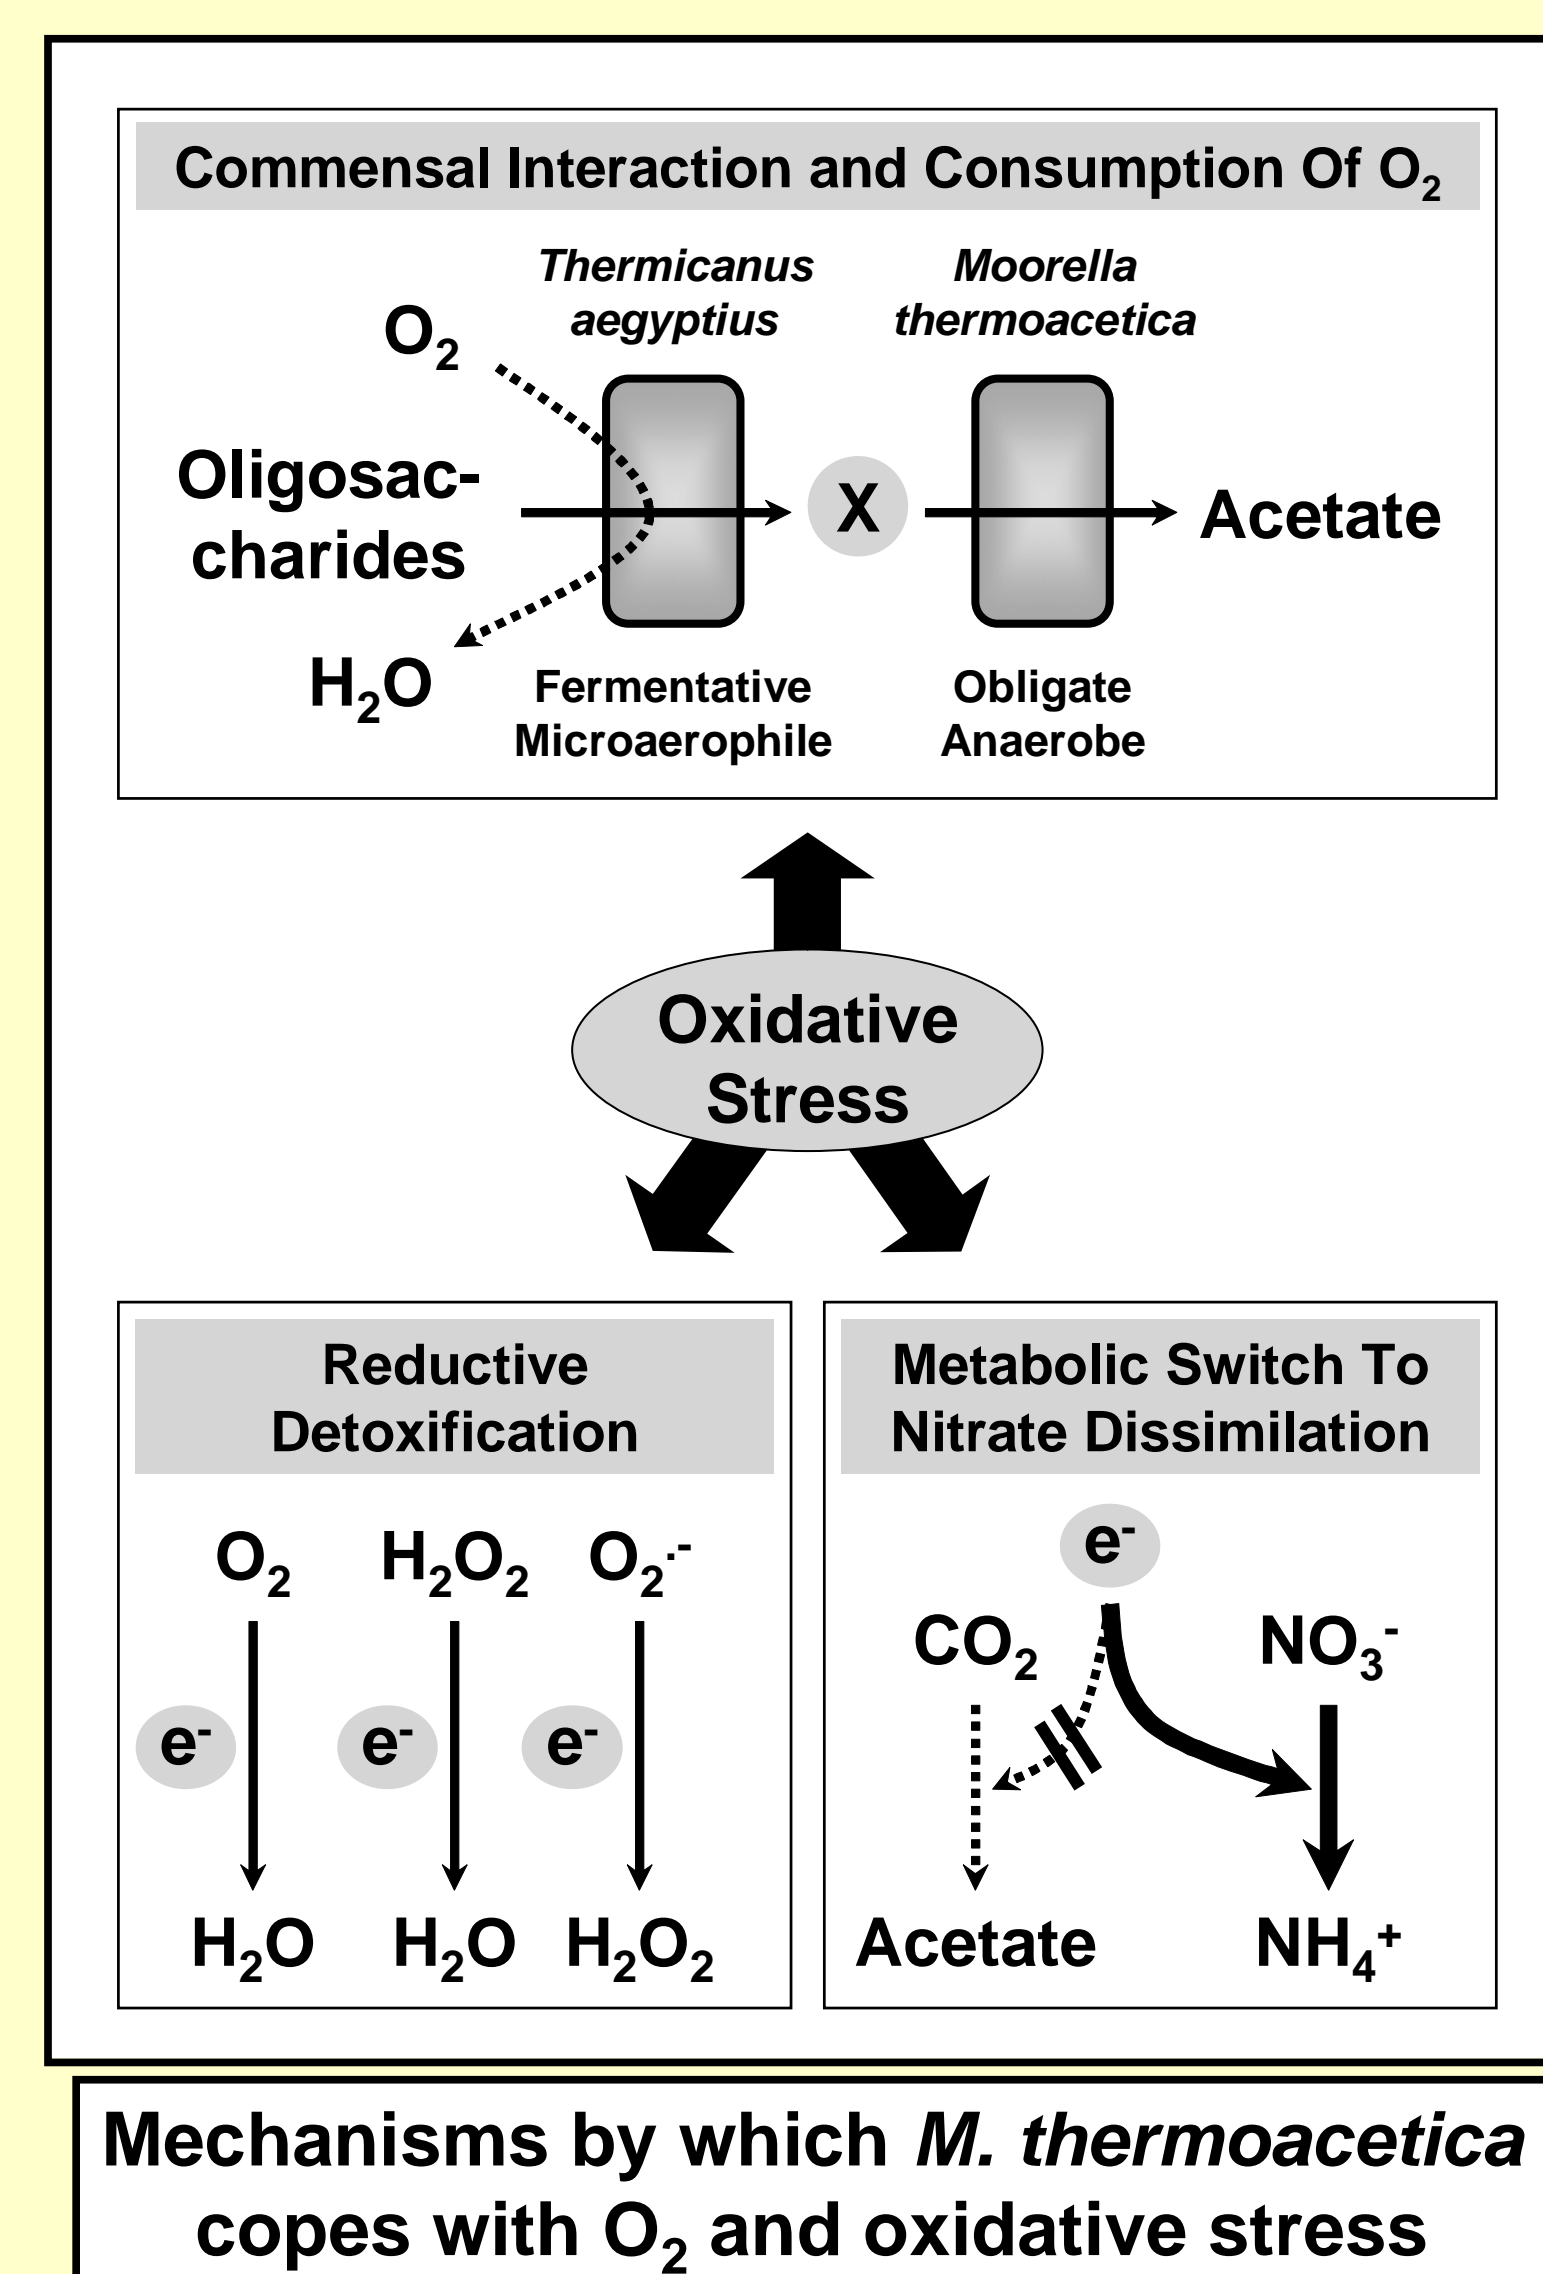 Commensal Interaction and Consumption Of O₂
Thermicanus aegyptius
Moorella thermoacetica
O₂
Oligosac-
charides
X
Acetate
H₂O
Fermentative
Microaerophile
Obligate
Anaerobe
Oxidative
Stress
Reductive
Detoxification
O₂ H₂O₂ O₂·⁻
e⁻ e⁻ e⁻
H₂O H₂O H₂O₂
Metabolic Switch To
Nitrate Dissimilation
e⁻
CO₂ NO₃⁻
Acetate NH₄⁺
Mechanisms by which M. thermoacetica
copes with O₂ and oxidative stress